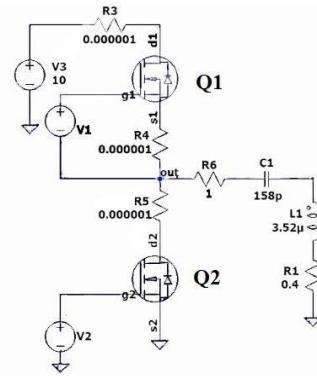 R3
0.000001
d1
V3
10
Q1
g1
s1
V1
R4
0.000001
out
R6
1
C1
158p
R5
0.000001
L1
3.52µ
d2
R1
0.4
Q2
g2
s2
V2